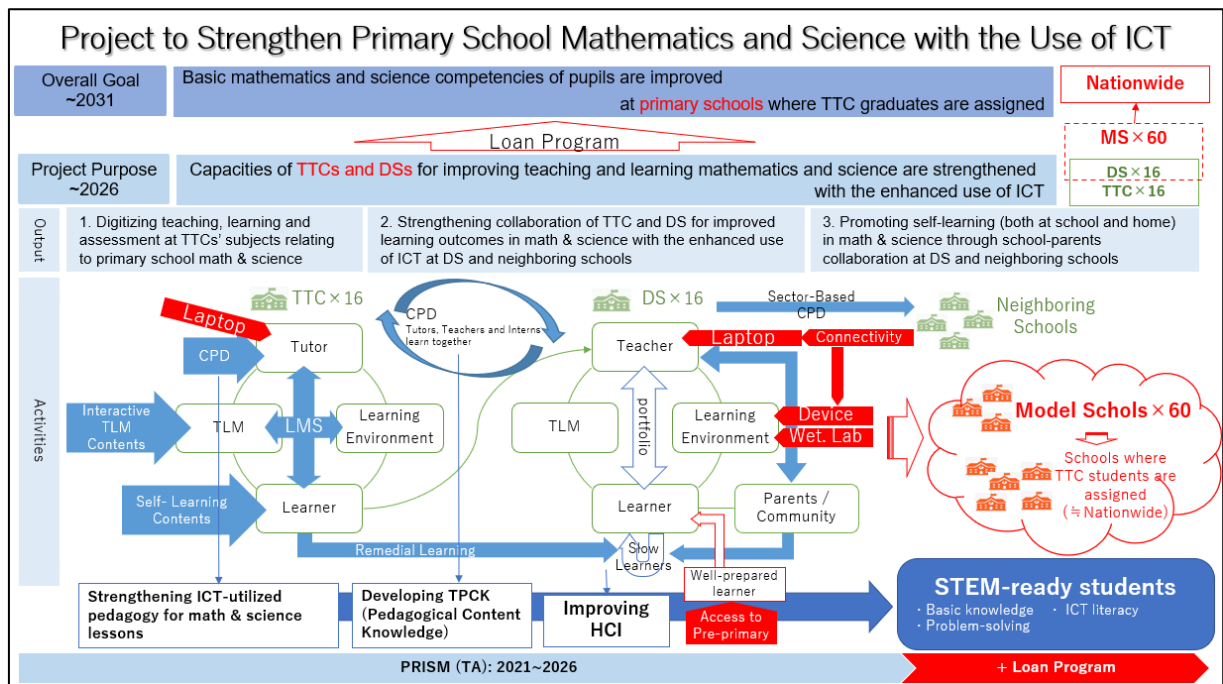 Project to Strengthen Primary School Mathematics and Science with the Use of ICT
Overall Goal
~2031
Basic mathematics and science competencies of pupils are improved
at primary schools where TTC graduates are assigned
Nationwide
Loan Program
MS×60
DS×16
TTC×16
Project Purpose
~2026
Capacities of TTCs and DSs for improving teaching and learning mathematics and science are strengthened
with the enhanced use of ICT
Output
1. Digitizing teaching, learning and
assessment at TTCs' subjects relating
to primary school math & science
2. Strengthening collaboration of TTC and DS for improved
learning outcomes in math & science with the enhanced use
of ICT at DS and neighboring schools
3. Promoting self-learning (both at school and home)
in math & science through school-parents
collaboration at DS and neighboring schools
Activities
TTC×16
Laptop
CPD
Tutor
Interactive
TLM
Contents
TLM
LMS
Learning
Environment
Self- Learning
Contents
Learner
CPD
Tutors, Teachers and Interns
learn together
DS×16
Sector-Based
CPD
Neighboring
Schools
Teacher
Laptop
Connectivity
TLM
portfolio
Learning
Environment
Device
Wet. Lab
Learner
Parents /
Community
Model Schols×60
Schools where
TTC students are
assigned
(≒Nationwide)
Remedial Learning
Slow
Learners
Well-prepared
learner
Access to
Pre-primary
Strengthening ICT-utilized
pedagogy for math & science
lessons
Developing TPCK
(Pedagogical Content
Knowledge)
Improving
HCI
STEM-ready students
・Basic knowledge ・ICT literacy
・Problem-solving
PRISM (TA): 2021~2026
+ Loan Program